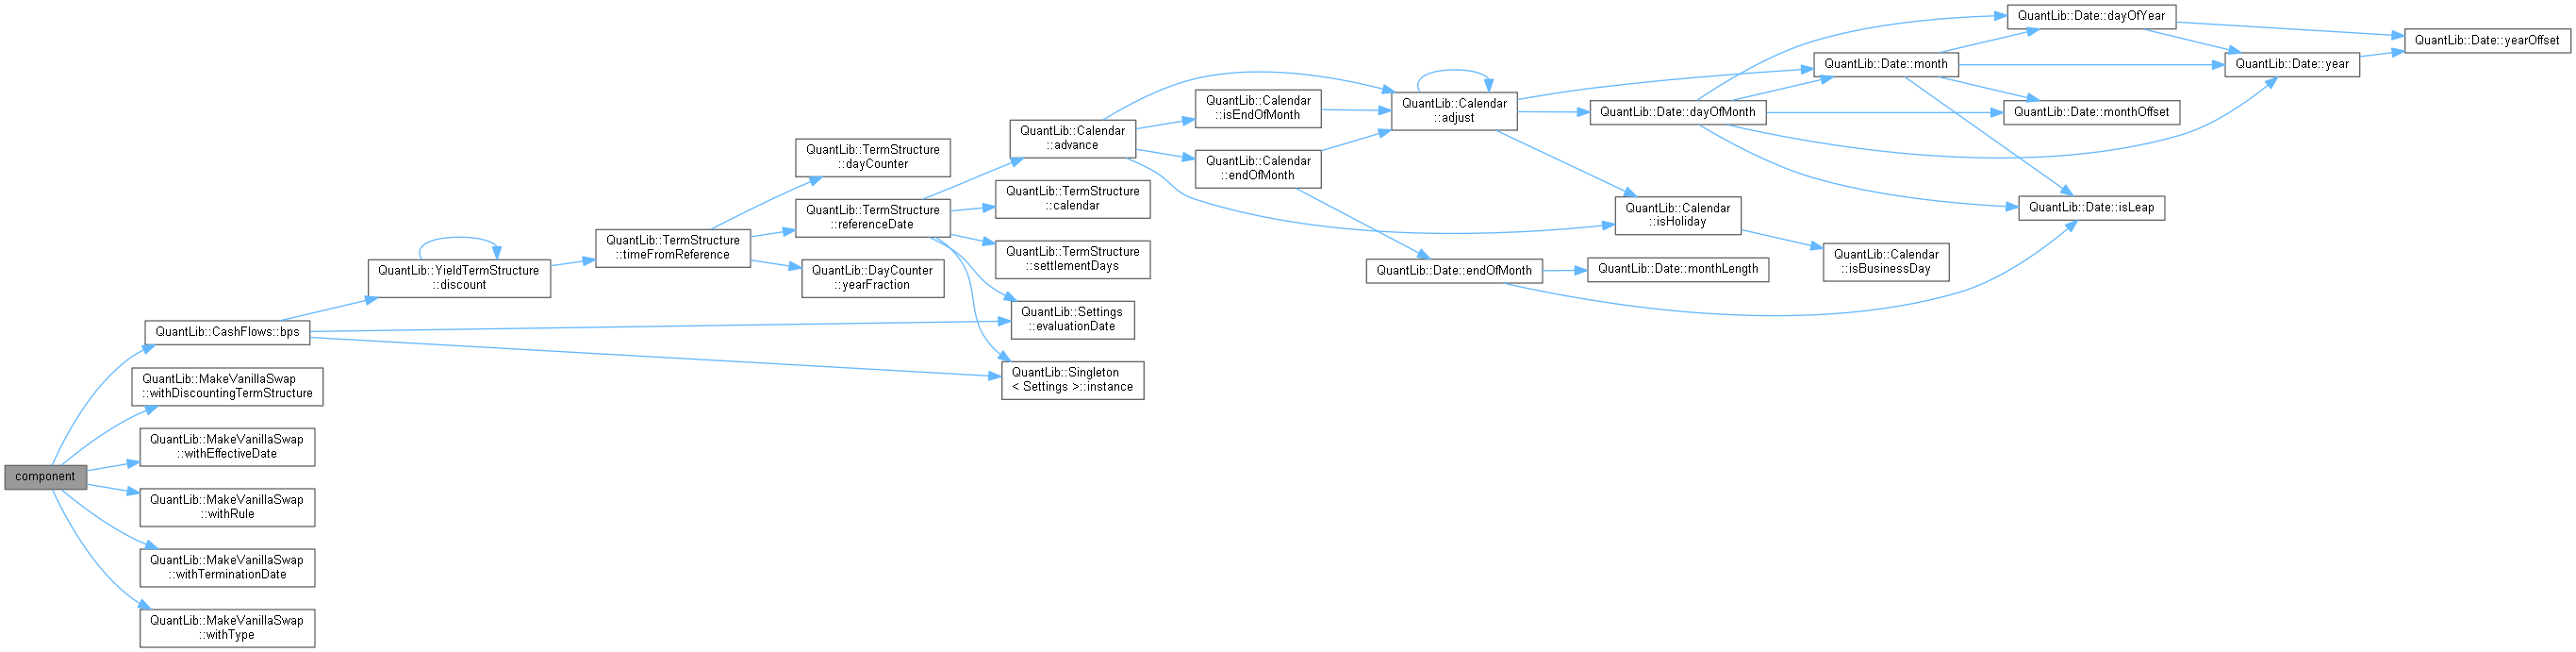 component
QuantLib::CashFlows::bps
QuantLib::MakeVanillaSwap
::withDiscountingTermStructure
QuantLib::MakeVanillaSwap
::withEffectiveDate
QuantLib::MakeVanillaSwap
::withRule
QuantLib::MakeVanillaSwap
::withTerminationDate
QuantLib::MakeVanillaSwap
::withType
QuantLib::YieldTermStructure
::discount
QuantLib::TermStructure
::timeFromReference
QuantLib::TermStructure
::dayCounter
QuantLib::TermStructure
::referenceDate
QuantLib::DayCounter
::yearFraction
QuantLib::Calendar
::advance
QuantLib::TermStructure
::calendar
QuantLib::TermStructure
::settlementDays
QuantLib::Settings
::evaluationDate
QuantLib::Singleton
< Settings >::instance
QuantLib::Calendar
::isEndOfMonth
QuantLib::Calendar
::endOfMonth
QuantLib::Calendar
::adjust
QuantLib::Date::endOfMonth
QuantLib::Date::dayOfMonth
QuantLib::Calendar
::isHoliday
QuantLib::Date::monthLength
QuantLib::Date::month
QuantLib::Calendar
::isBusinessDay
QuantLib::Date::dayOfYear
QuantLib::Date::monthOffset
QuantLib::Date::isLeap
QuantLib::Date::year
QuantLib::Date::yearOffset